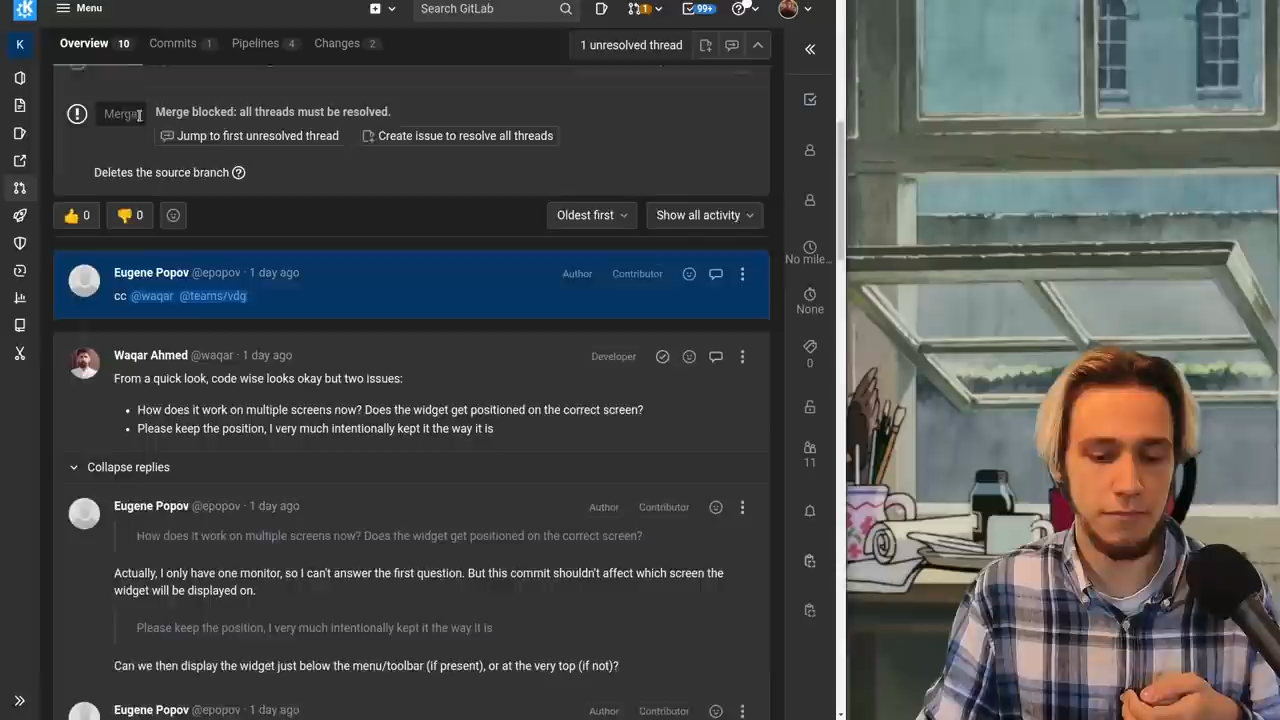 Menu
Search GitLab
1
99+
K
Overview 10
Commits 1
Pipelines 4
Changes 2
1 unresolved thread
Merge
Merge blocked: all threads must be resolved.
Jump to first unresolved thread
Create issue to resolve all threads
Deletes the source branch
👍 0
👎 0
Oldest first
Show all activity
Eugene Popov @epopov · 1 day ago
Author
Contributor
cc @waqar @teams/vdg
Waqar Ahmed @waqar · 1 day ago
Developer
From a quick look, code wise looks okay but two issues:
• How does it work on multiple screens now? Does the widget get positioned on the correct screen?
• Please keep the position, I very much intentionally kept it the way it is
Collapse replies
Eugene Popov @epopov · 1 day ago
Author
Contributor
How does it work on multiple screens now? Does the widget get positioned on the correct screen?
Actually, I only have one monitor, so I can't answer the first question. But this commit shouldn't affect which screen the
widget will be displayed on.
Please keep the position, I very much intentionally kept it the way it is
Can we then display the widget just below the menu/toolbar (if present), or at the very top (if not)?
Eugene Popov @epopov · 1 day ago
Author
Contributor
No mile...
None
0
11